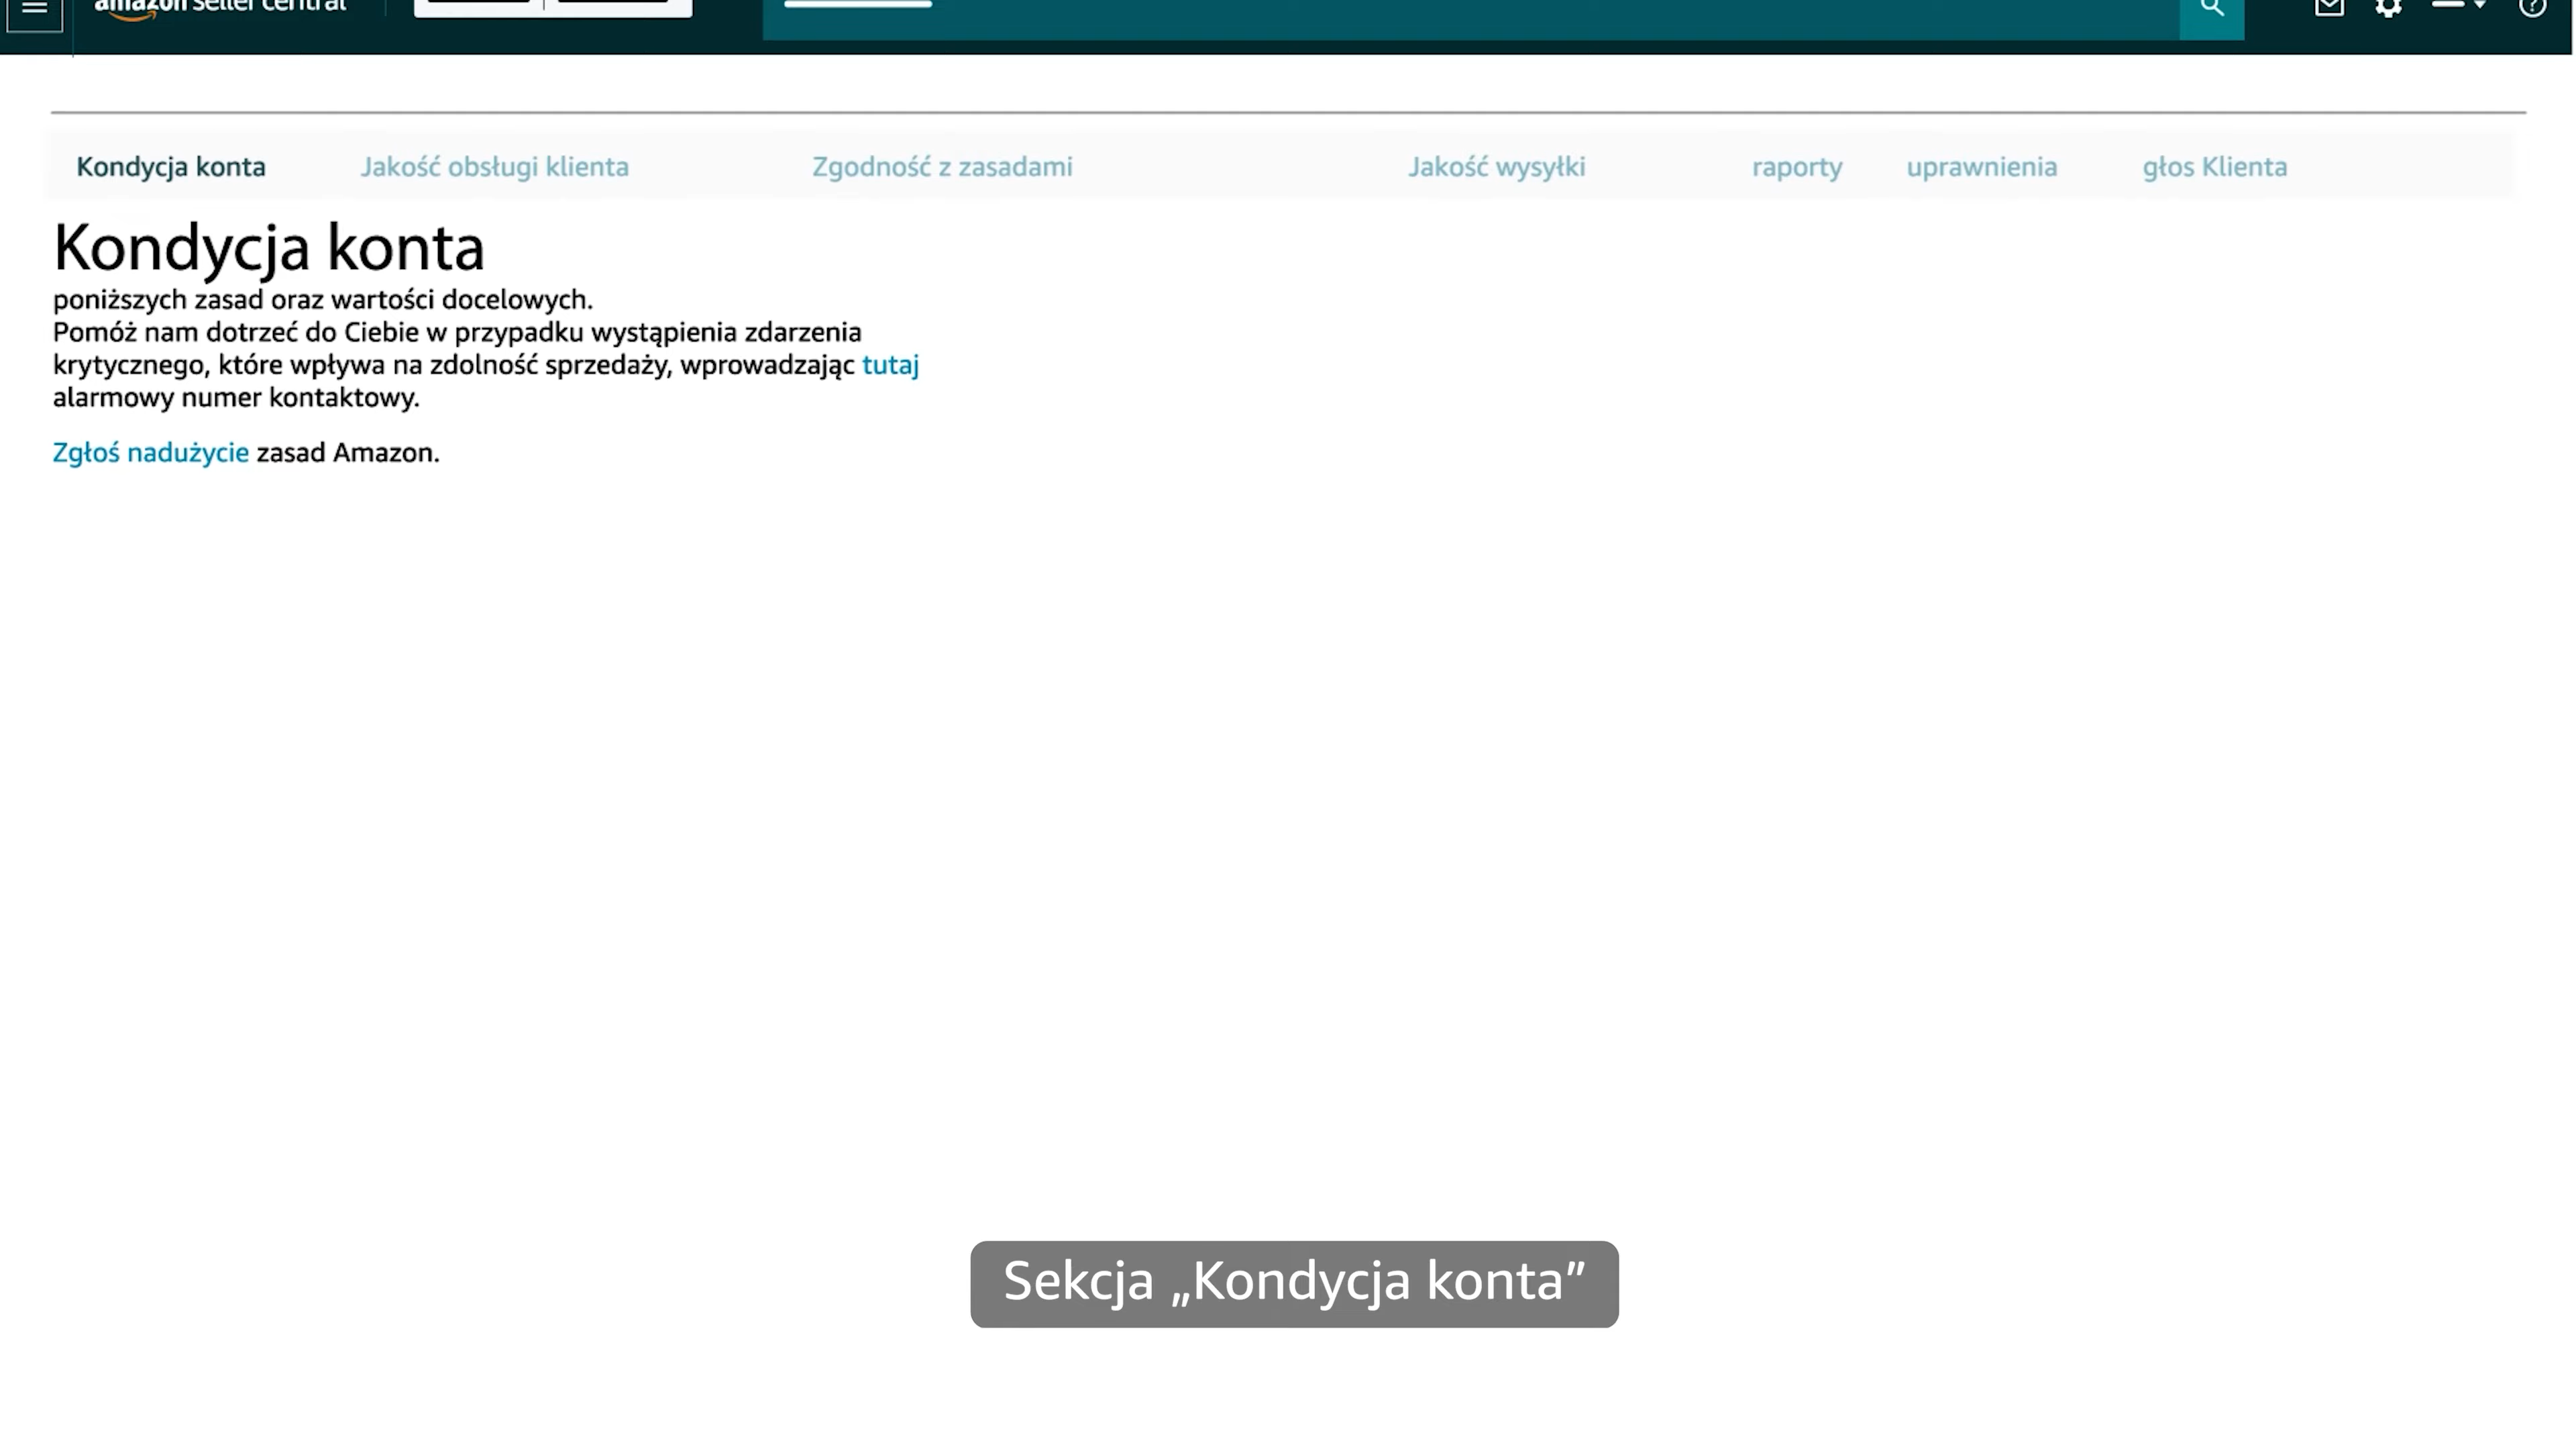 amazon seller central
Kondycja konta Jakość obsługi klienta Zgodność z zasadami Jakość wysyłki raporty uprawnienia głos Klienta
Kondycja konta
poniższych zasad oraz wartości docelowych.
Pomóż nam dotrzeć do Ciebie w przypadku wystąpienia zdarzenia
krytycznego, które wpływa na zdolność sprzedaży, wprowadzając tutaj
alarmowy numer kontaktowy.
Zgłoś nadużycie zasad Amazon.
Sekcja „Kondycja konta”